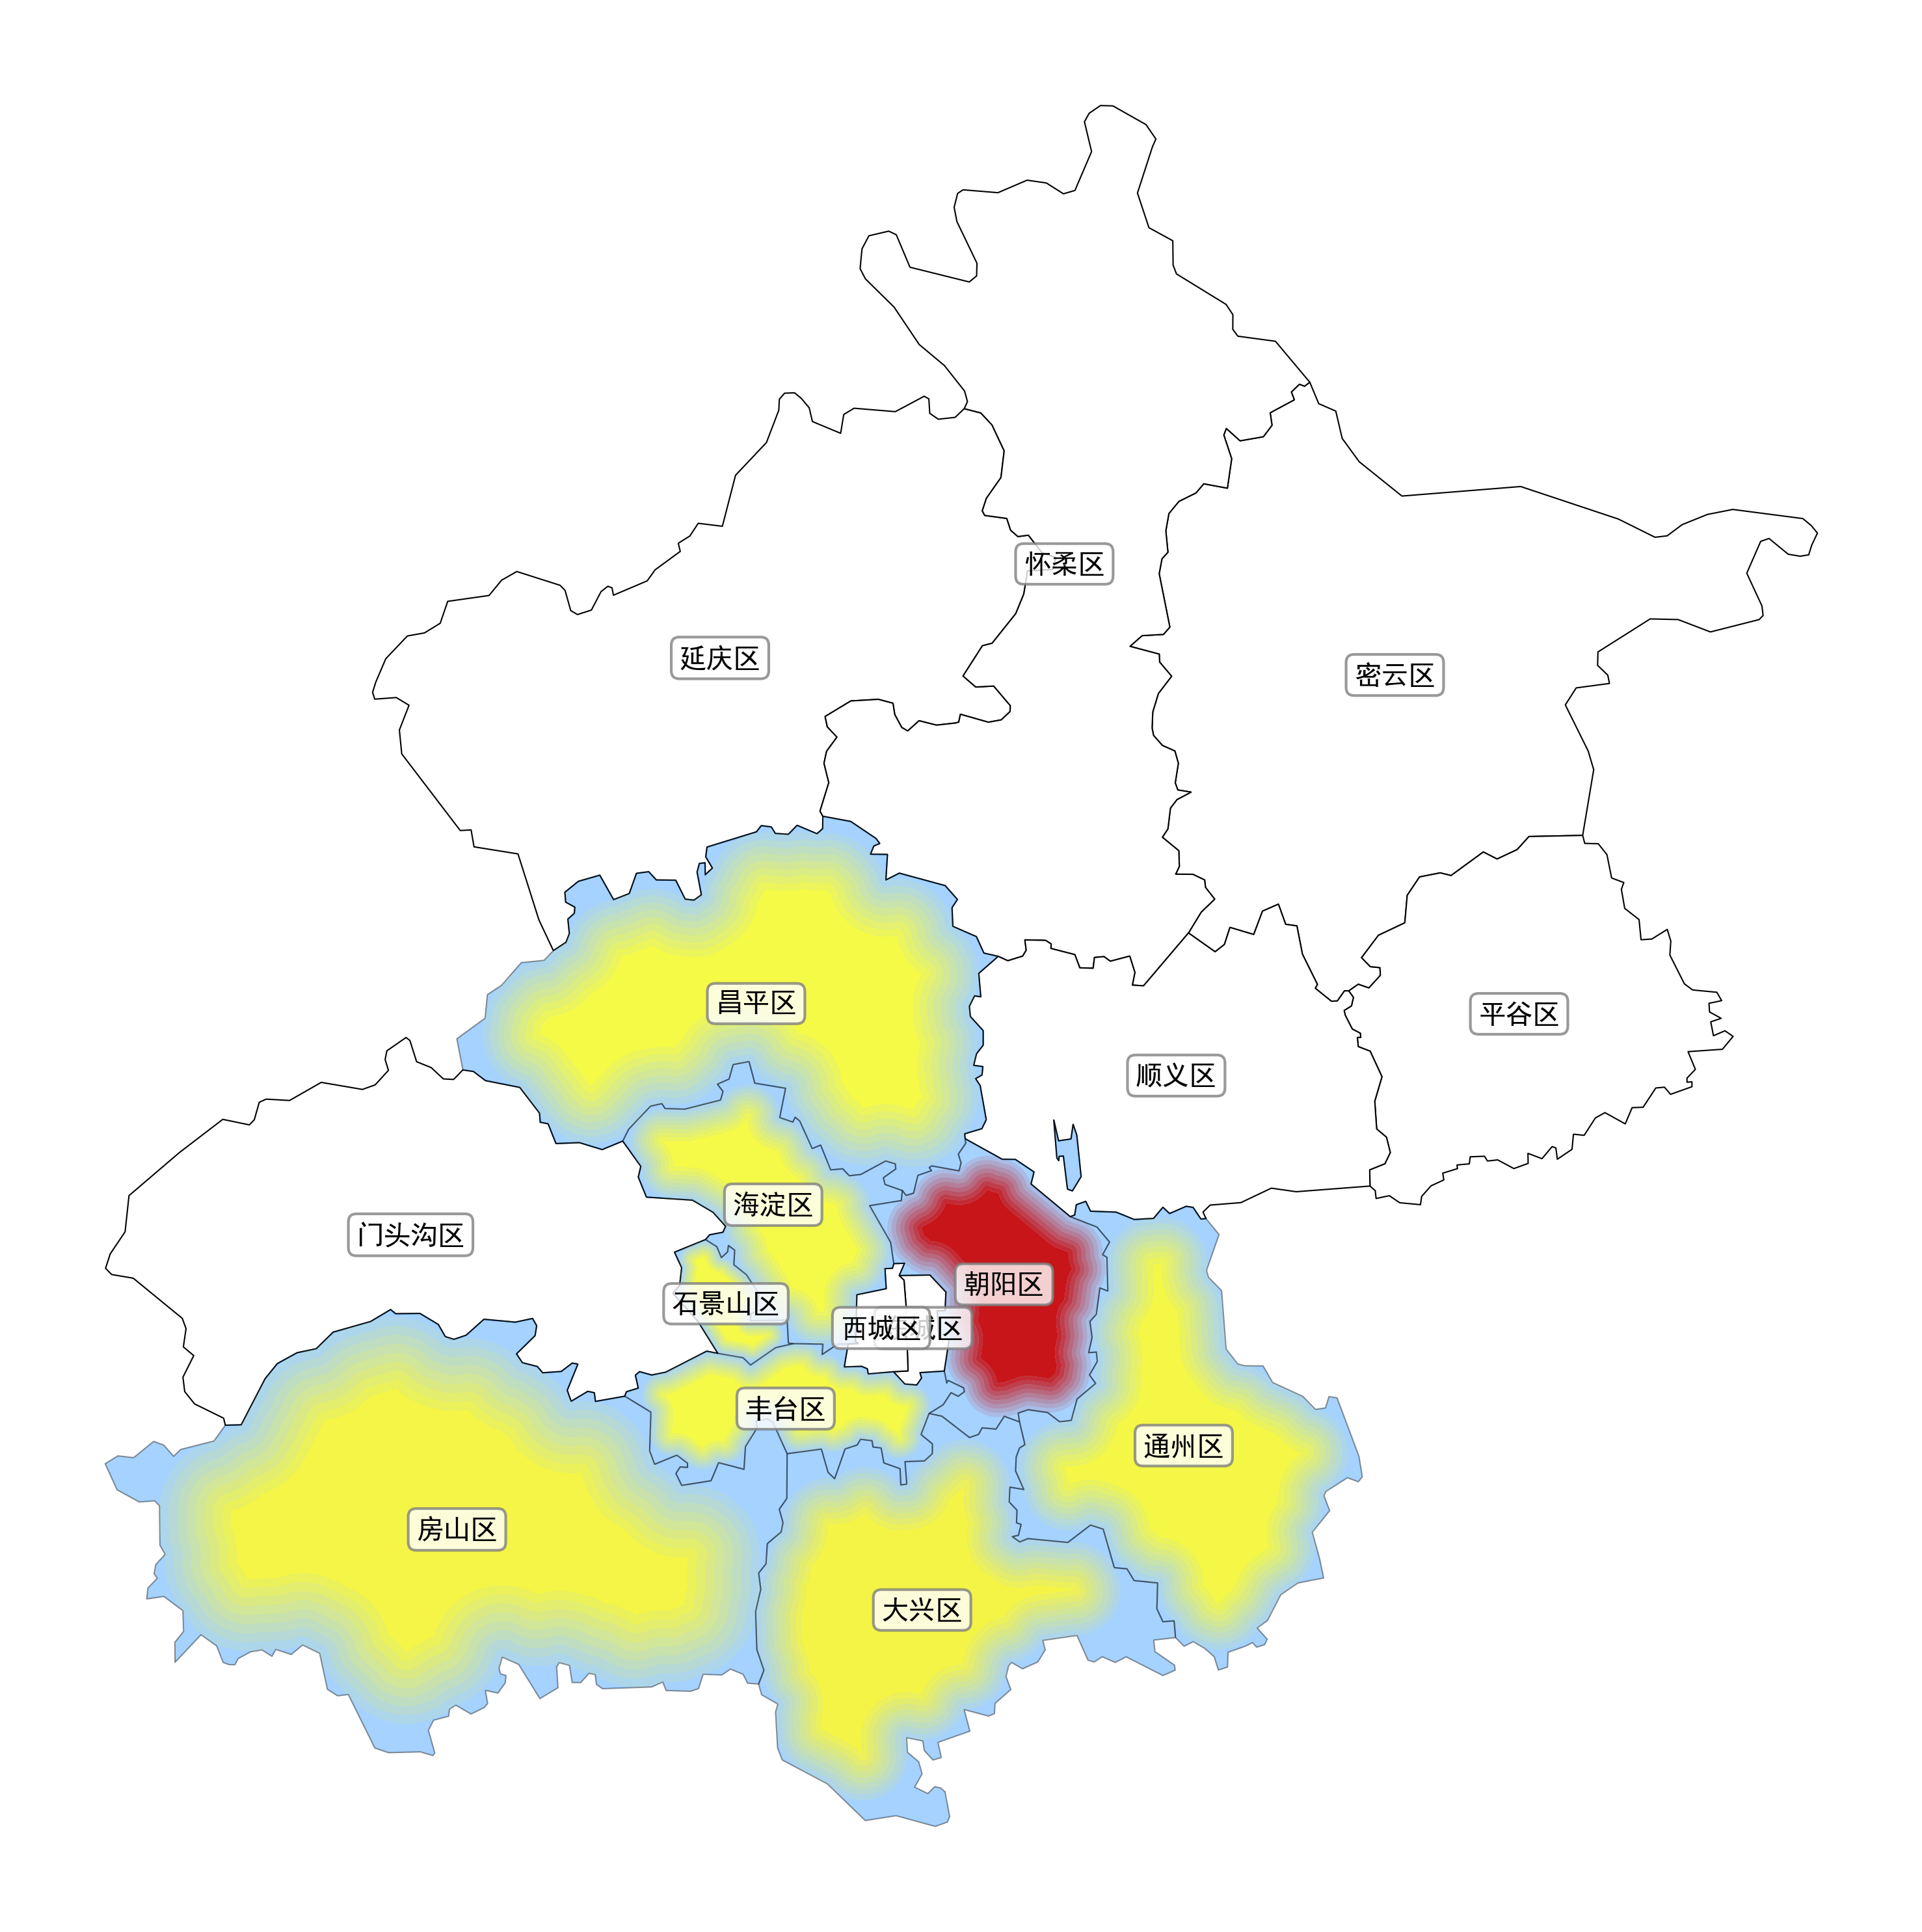 怀柔区
延庆区
密云区
昌平区
平谷区
顺义区
海淀区
门头沟区
朝阳区
石景山区
西城区
区
丰台区
通州区
房山区
大兴区